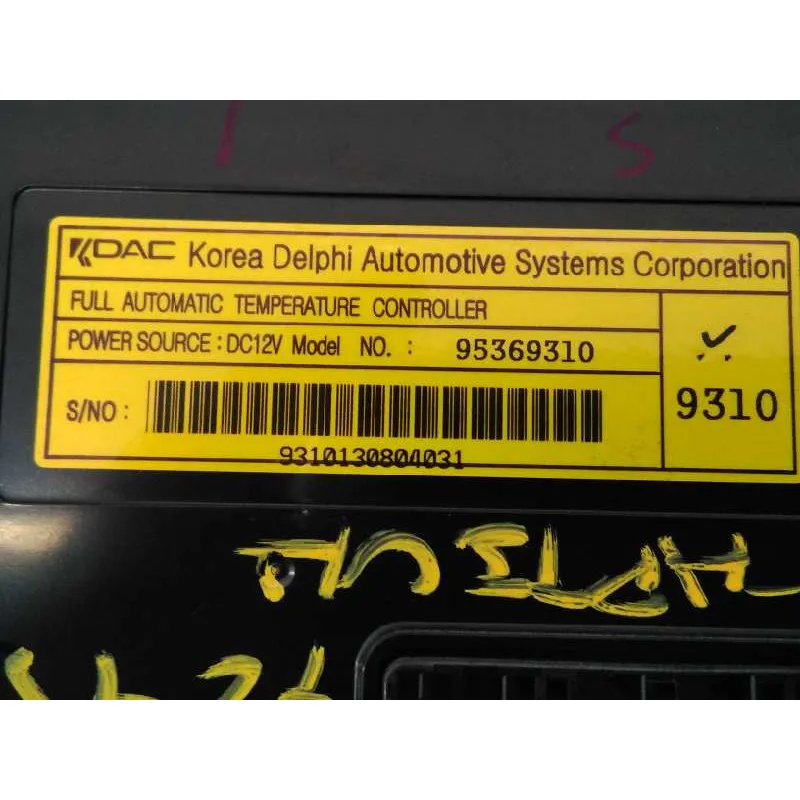 I S
KDAC Korea Delphi Automotive Systems Corporation
FULL AUTOMATIC TEMPERATURE CONTROLLER
POWER SOURCE : DC12V Model NO. : 95369310
✓
9310
S/NO :
9310130804031